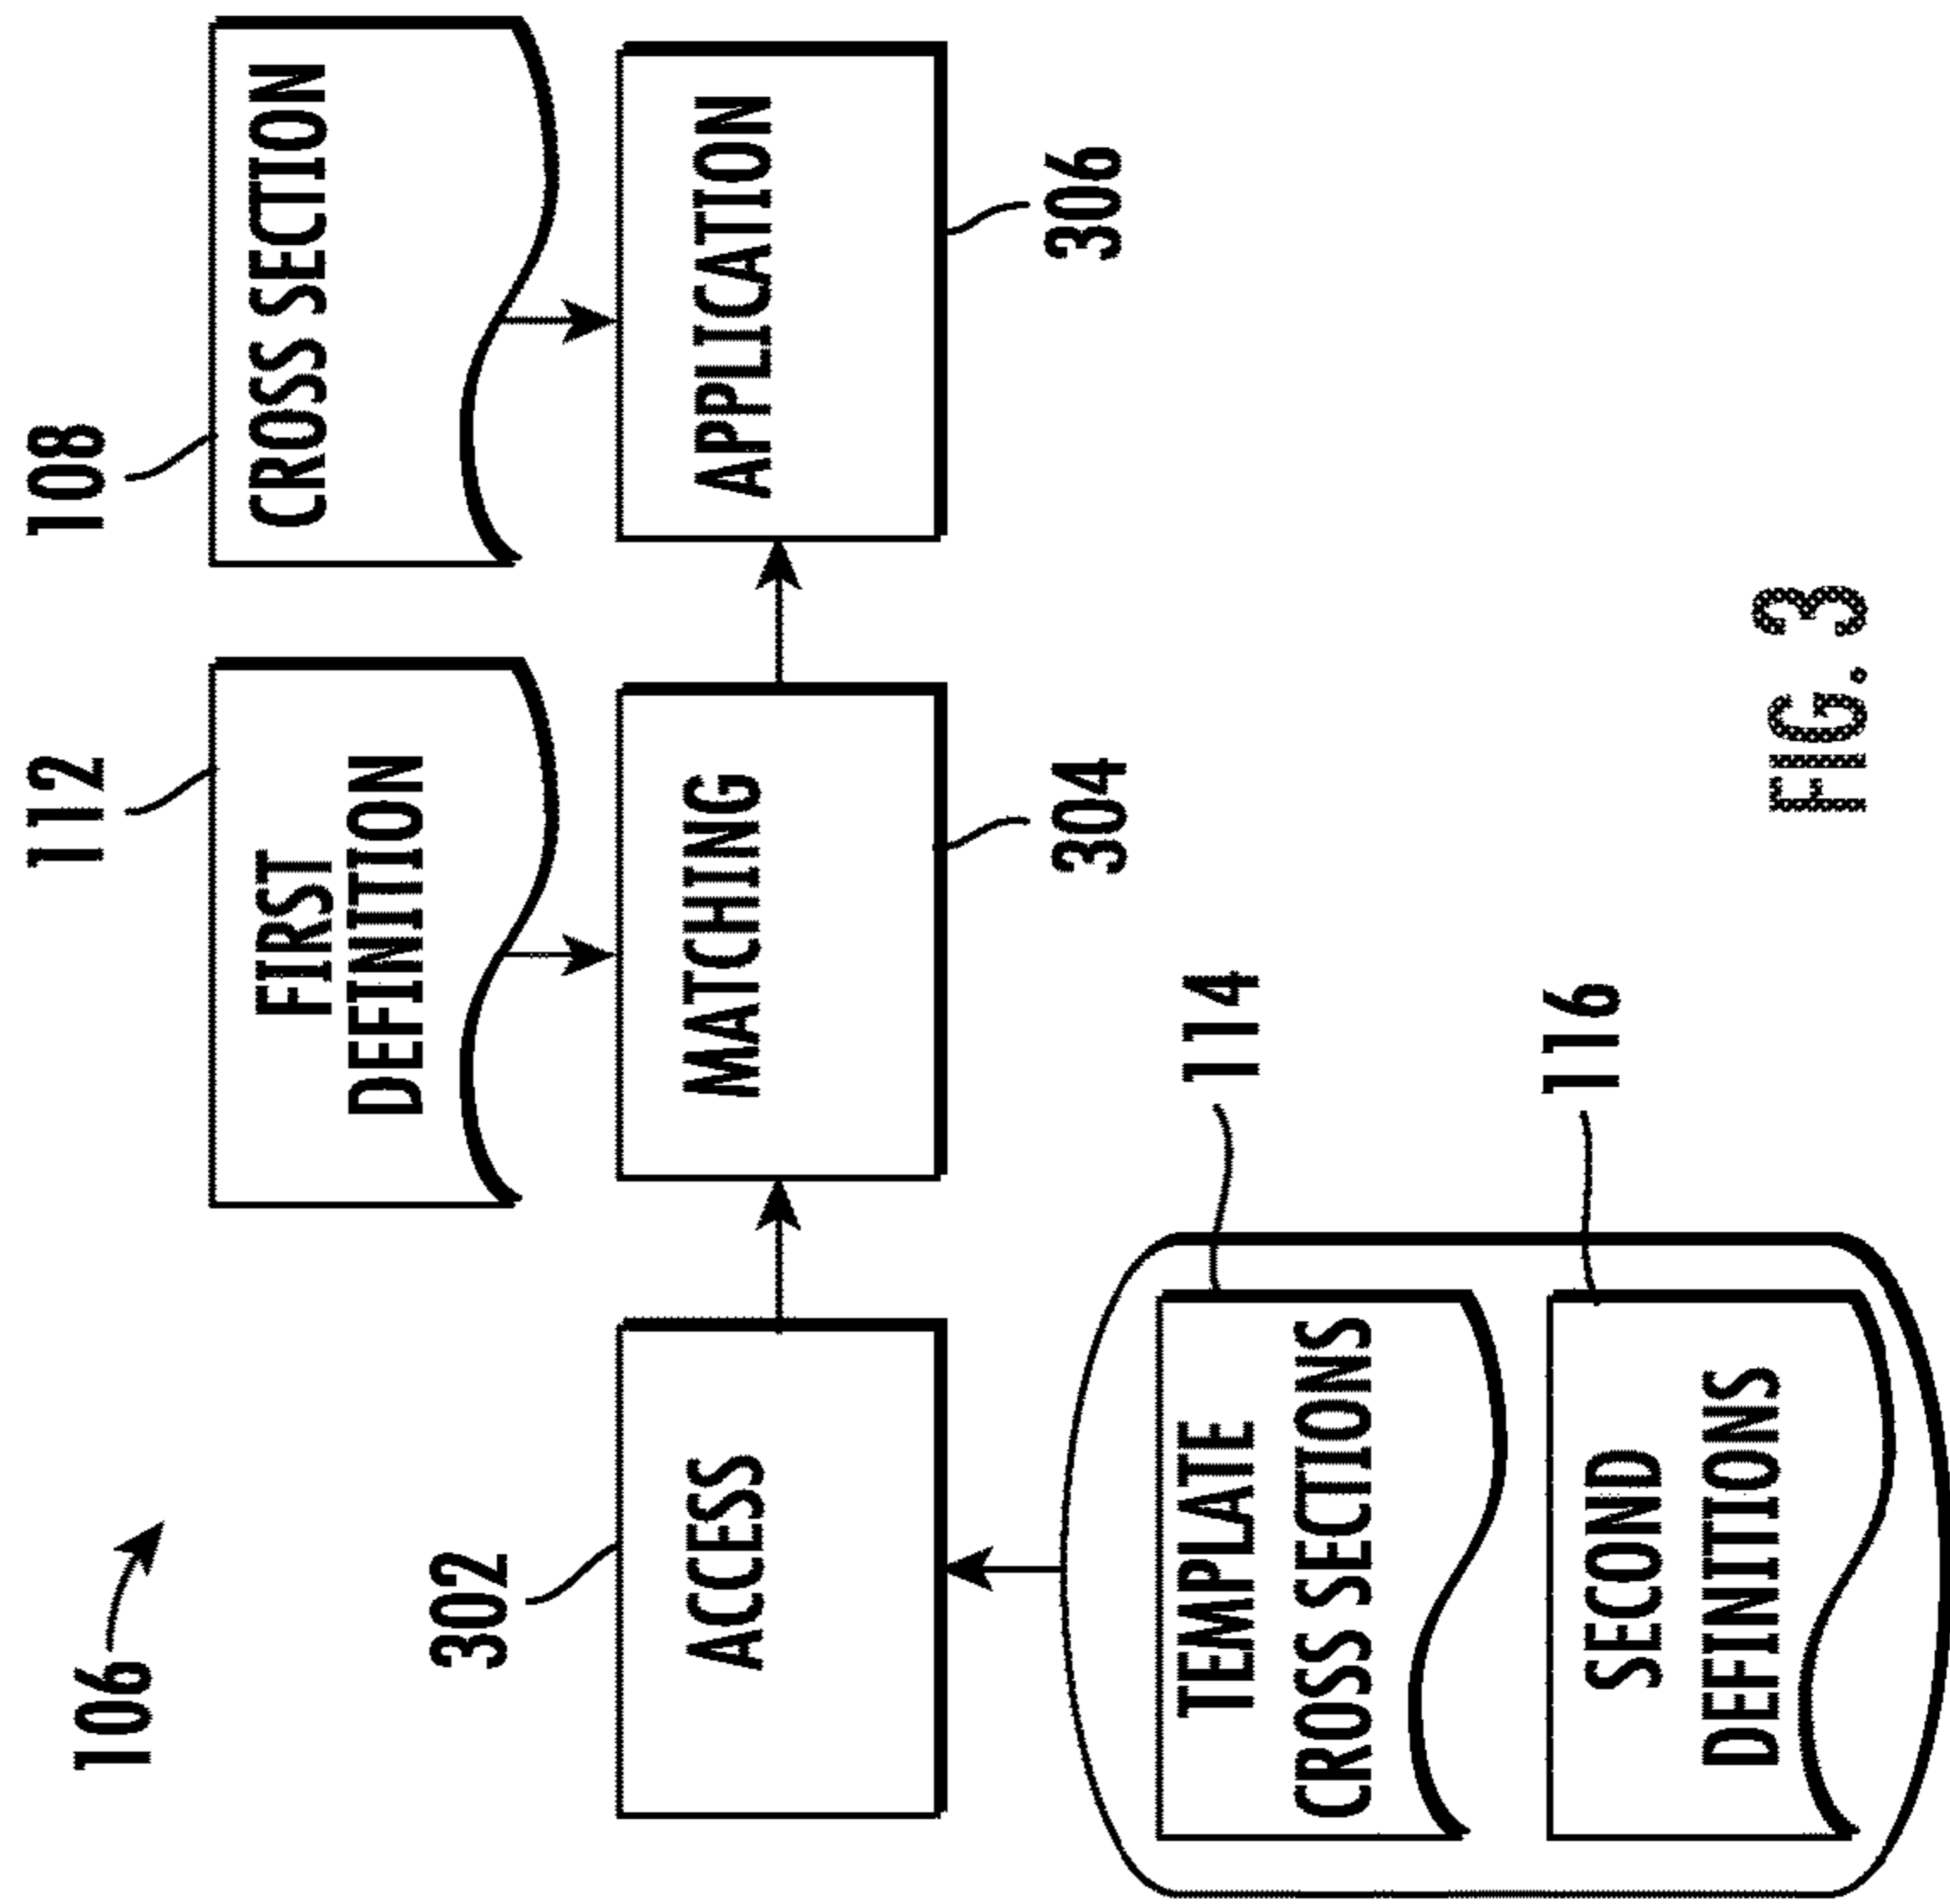 106
112
108
FIRST
DEFINITION
CROSS SECTION
302
ACCESS
MATCHING
APPLICATION
304
306
TEMPLATE
CROSS SECTIONS
114
SECOND
DEFINITIONS
116
FIG. 3